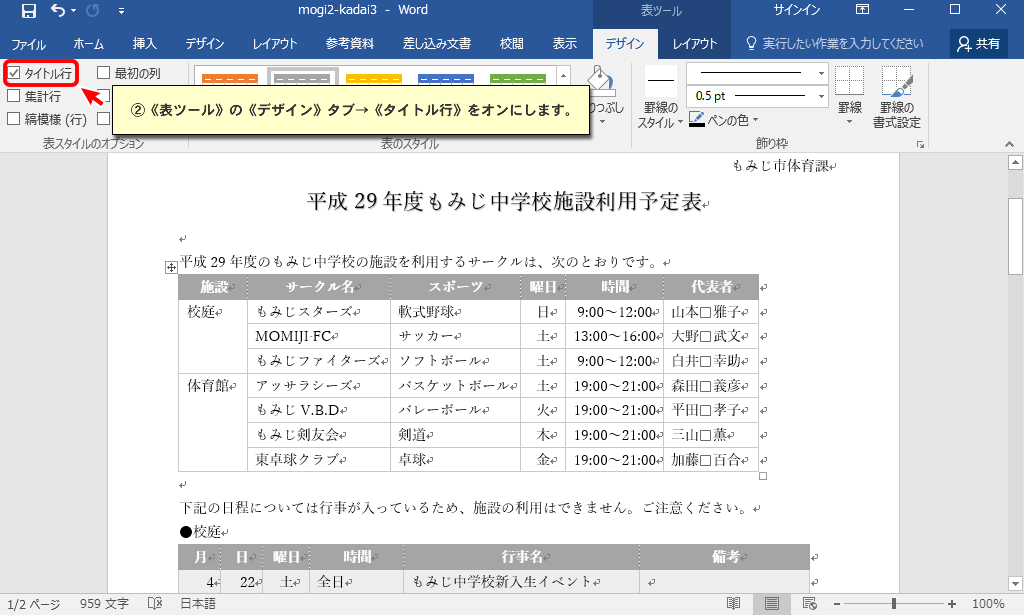 mogi2-kadai3 - Word
表ツール
サインイン
ファイル ホーム 挿入 デザイン レイアウト 参考資料 差し込み文書 校閲 表示 デザイン レイアウト 実行したい作業を入力してください 共有
タイトル行 最初の列
集計行
縞模様 (行)
②《表ツール》の《デザイン》タブ→《タイトル行》をオンにします。
つぶし
罫線の
スタイル
0.5 pt
ペンの色
罫線
罫線の
書式設定
表スタイルのオプション 表のスタイル 飾り枠
もみじ市体育課
平成 29 年度もみじ中学校施設利用予定表
平成 29 年度のもみじ中学校の施設を利用するサークルは、次のとおりです。
施設 サークル名 スポーツ 曜日 時間 代表者
校庭 もみじスターズ 軟式野球 日 9:00～12:00 山本□雅子
MOMIJI・FC サッカー 土 13:00～16:00 大野□武文
もみじファイターズ ソフトボール 土 9:00～12:00 白井□幸助
体育館 アッサラシーズ バスケットボール 土 19:00～21:00 森田□義彦
もみじ V.B.D バレーボール 火 19:00～21:00 平田□孝子
もみじ剣友会 剣道 木 19:00～21:00 三山□薫
東卓球クラブ 卓球 金 19:00～21:00 加藤□百合
下記の日程については行事が入っているため、施設の利用はできません。ご注意ください。
●校庭
月 日 曜日 時間 行事名 備考
4 22 土 全日 もみじ中学校新入生イベント
1/2 ページ 959 文字 日本語 100%